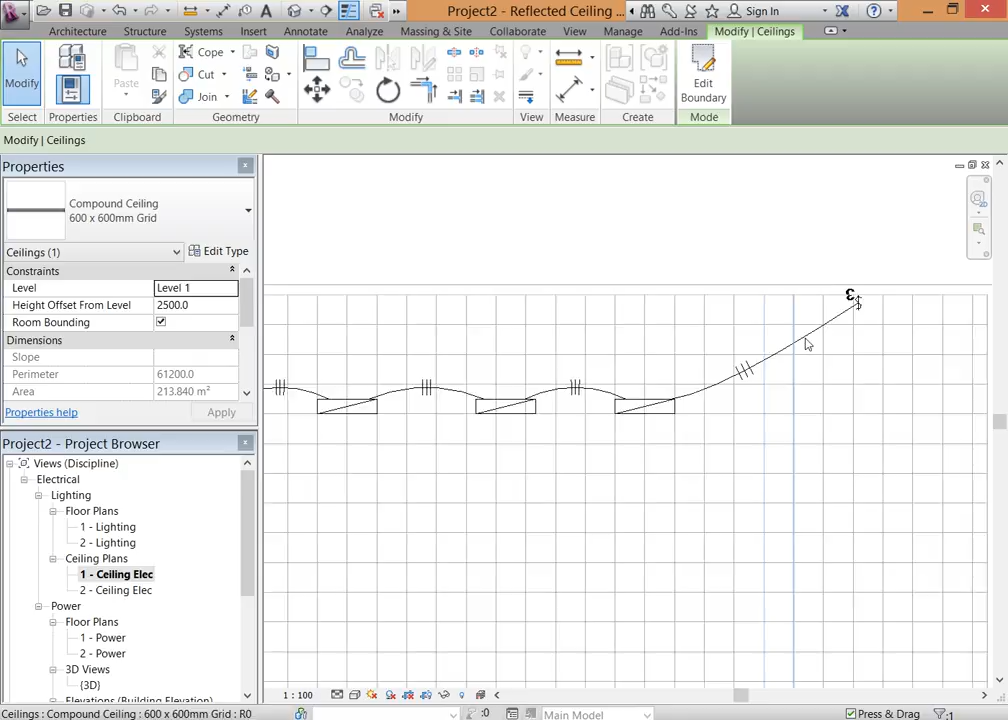 Project2 - Reflected Ceiling ...
Sign In
Architecture Structure Systems Insert Annotate Analyze Massing & Site Collaborate View Manage Add-Ins Modify | Ceilings
Modify
Paste
Cope
Cut
Join
Edit
Boundary
Select Properties Clipboard Geometry Modify View Measure Create Mode
Modify | Ceilings
Properties
Compound Ceiling
600 x 600mm Grid
Ceilings (1)
Edit Type
Constraints
Level Level 1
Height Offset From Level 2500.0
Room Bounding
Dimensions
Slope
Perimeter 61200.0
Area 213.840 m²
Properties help
Apply
Project2 - Project Browser
Views (Discipline)
Electrical
Lighting
Floor Plans
1 - Lighting
2 - Lighting
Ceiling Plans
1 - Ceiling Elec
2 - Ceiling Elec
Power
Floor Plans
1 - Power
2 - Power
3D Views
{3D}
Elevations (Building Elevation)
1 : 100
Ceilings : Compound Ceiling : 600 x 600mm Grid : R0
:0
Main Model
Press & Drag
:1